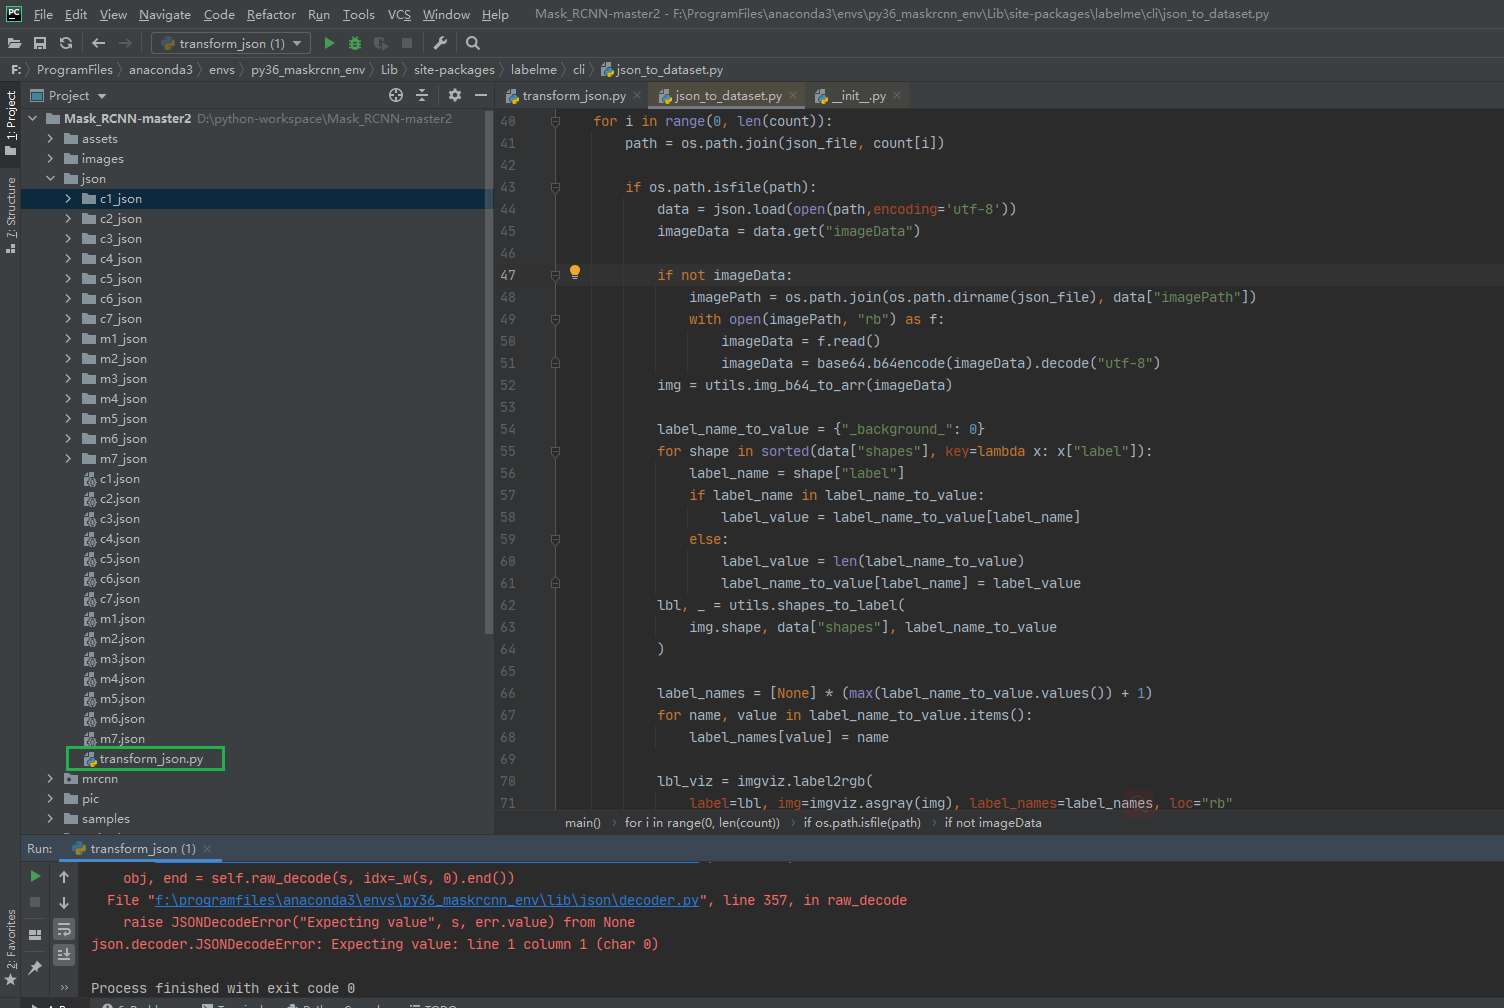 PC File Edit View Navigate Code Refactor Run Tools VCS Window Help Mask_RCNN-master2 - F:\ProgramFiles\anaconda3\envs\py36_maskrcnn_env\Lib\site-packages\labelme\cli\json_to_dataset.py
transform_json (1)
F: ProgramFiles anaconda3 envs py36_maskrcnn_env Lib site-packages labelme cli json_to_dataset.py
Project
transform_json.py json_to_dataset.py __init__.py
1: Project
7: Structure
2: Favorites
Mask_RCNN-master2 D:\python-workspace\Mask_RCNN-master2
assets
images
json
c1_json
c2_json
c3_json
c4_json
c5_json
c6_json
c7_json
m1_json
m2_json
m3_json
m4_json
m5_json
m6_json
m7_json
c1.json
c2.json
c3.json
c4.json
c5.json
c6.json
c7.json
m1.json
m2.json
m3.json
m4.json
m5.json
m6.json
m7.json
transform_json.py
mrcnn
pic
samples
40 for i in range(0, len(count)):
41 path = os.path.join(json_file, count[i])
42
43 if os.path.isfile(path):
44 data = json.load(open(path,encoding='utf-8'))
45 imageData = data.get("imageData")
46
47 if not imageData:
48 imagePath = os.path.join(os.path.dirname(json_file), data["imagePath"])
49 with open(imagePath, "rb") as f:
50 imageData = f.read()
51 imageData = base64.b64encode(imageData).decode("utf-8")
52 img = utils.img_b64_to_arr(imageData)
53
54 label_name_to_value = {"_background_": 0}
55 for shape in sorted(data["shapes"], key=lambda x: x["label"]):
56 label_name = shape["label"]
57 if label_name in label_name_to_value:
58 label_value = label_name_to_value[label_name]
59 else:
60 label_value = len(label_name_to_value)
61 label_name_to_value[label_name] = label_value
62 lbl, _ = utils.shapes_to_label(
63 img.shape, data["shapes"], label_name_to_value
64 )
65
66 label_names = [None] * (max(label_name_to_value.values()) + 1)
67 for name, value in label_name_to_value.items():
68 label_names[value] = name
69
70 lbl_viz = imgviz.label2rgb(
71 label=lbl, img=imgviz.asgray(img), label_names=label_names, loc="rb"
main() for i in range(0, len(count)) if os.path.isfile(path) if not imageData
Run: transform_json (1)
obj, end = self.raw_decode(s, idx=_w(s, 0).end())
File "f:\programfiles\anaconda3\envs\py36_maskrcnn_env\lib\json\decoder.py", line 357, in raw_decode
raise JSONDecodeError("Expecting value", s, err.value) from None
json.decoder.JSONDecodeError: Expecting value: line 1 column 1 (char 0)
Process finished with exit code 0